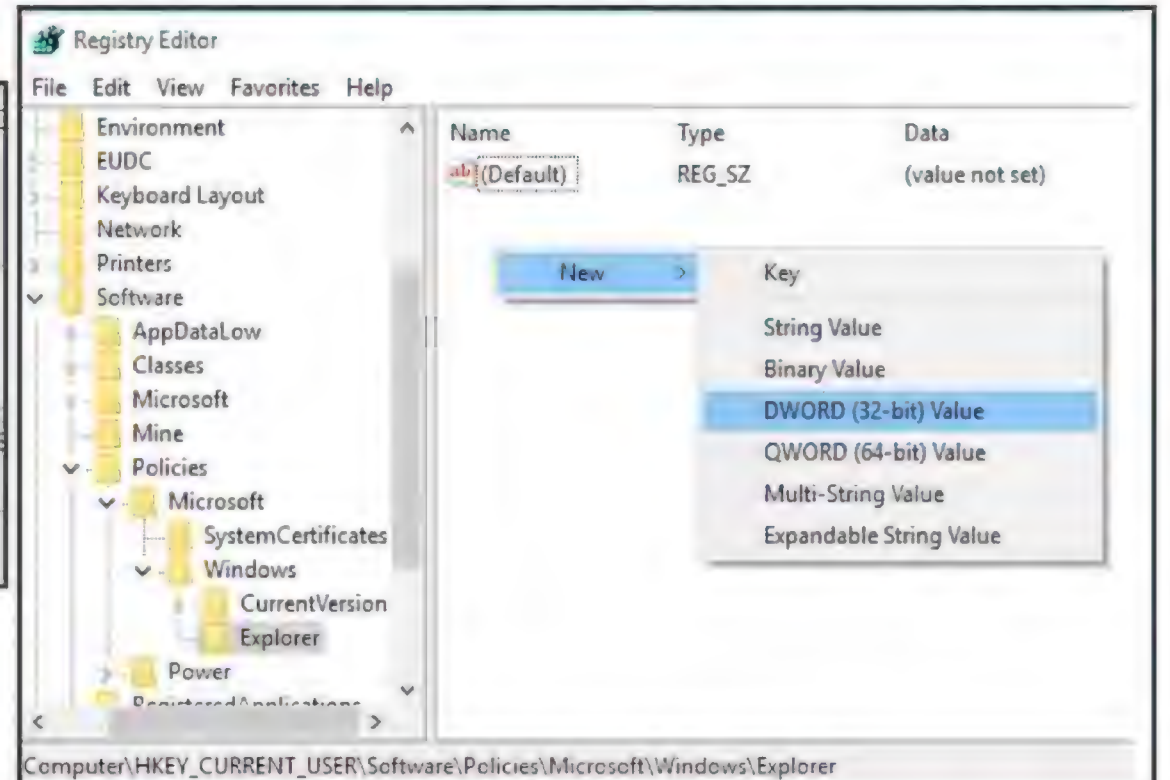 Registry Editor
File Edit View Favorites Help
Environment
EUDC
Keyboard Layout
Network
Printers
Software
AppDataLow
Classes
Microsoft
Mine
Policies
Microsoft
SystemCertificates
Windows
CurrentVersion
Explorer
Power
RegisteredApplications
Name Type Data
ab (Default) REG_SZ (value not set)
New >
Key
String Value
Binary Value
DWORD (32-bit) Value
QWORD (64-bit) Value
Multi-String Value
Expandable String Value
Computer\HKEY_CURRENT_USER\Software\Policies\Microsoft\Windows\Explorer